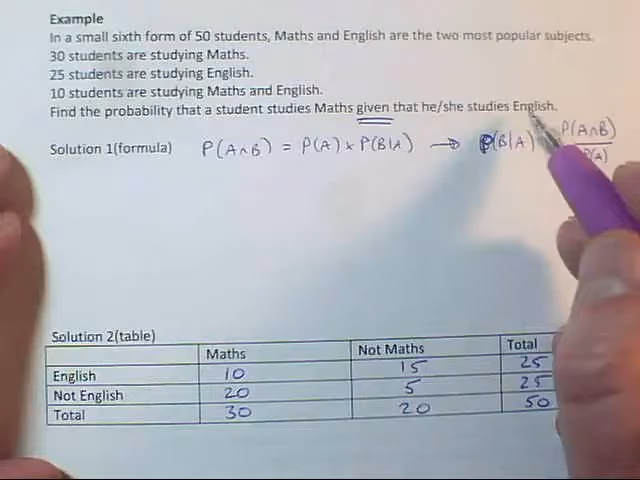 Example
In a small sixth form of 50 students, Maths and English are the two most popular subjects.
30 students are studying Maths.
25 students are studying English.
10 students are studying Maths and English.
Find the probability that a student studies Maths given that he/she studies English.
Solution 1(formula) P(A∩B) = P(A) × P(B|A) → P(B|A) P(A∩B)
P(A)
Solution 2(table)
Maths Not Maths Total
English 10 15 25
Not English 20 5 25
Total 30 20 50